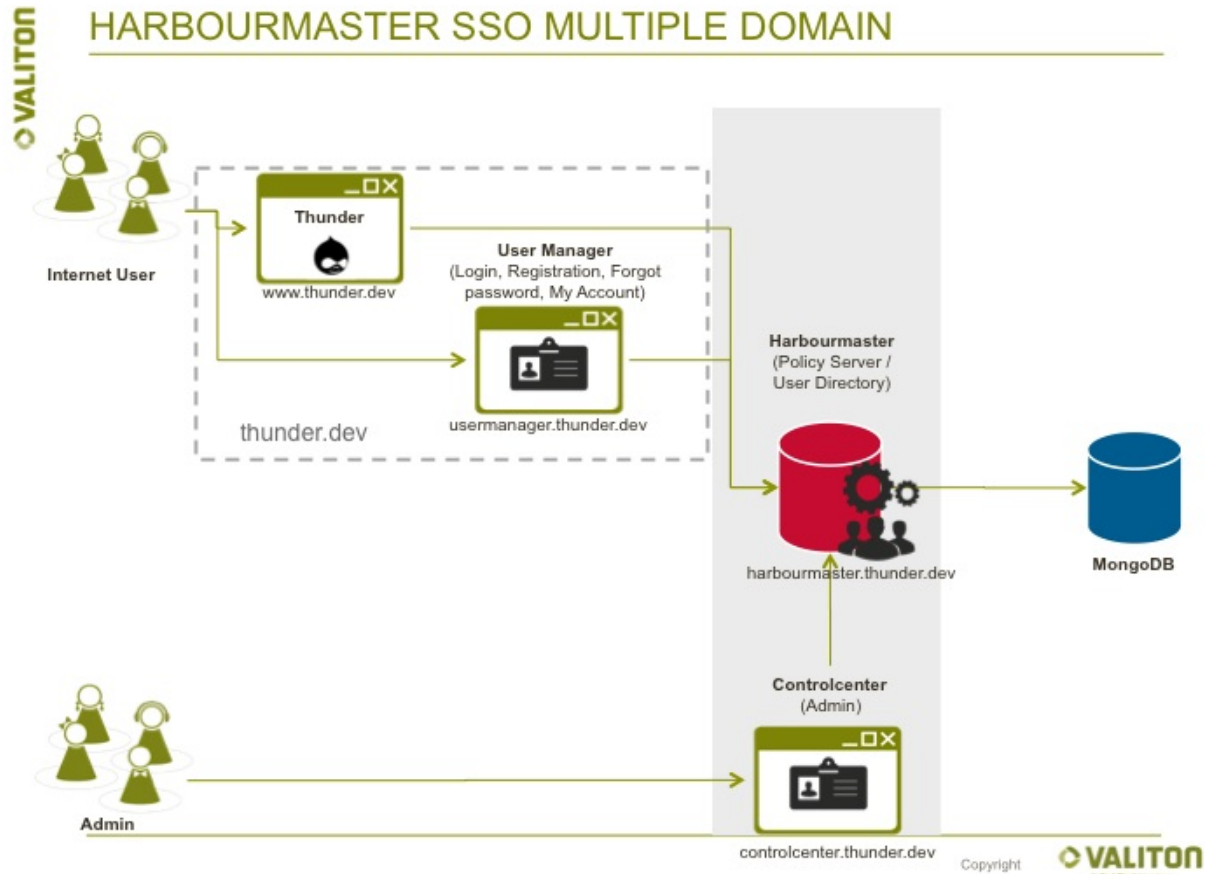 VALITON
HARBOURMASTER SSO MULTIPLE DOMAIN
Internet User
Thunder
www.thunder.dev
User Manager
(Login, Registration, Forgot
password, My Account)
usermanager.thunder.dev
thunder.dev
Harbourmaster
(Policy Server /
User Directory)
harbourmaster.thunder.dev
MongoDB
Controlcenter
(Admin)
controlcenter.thunder.dev
Admin
Copyright
VALITON